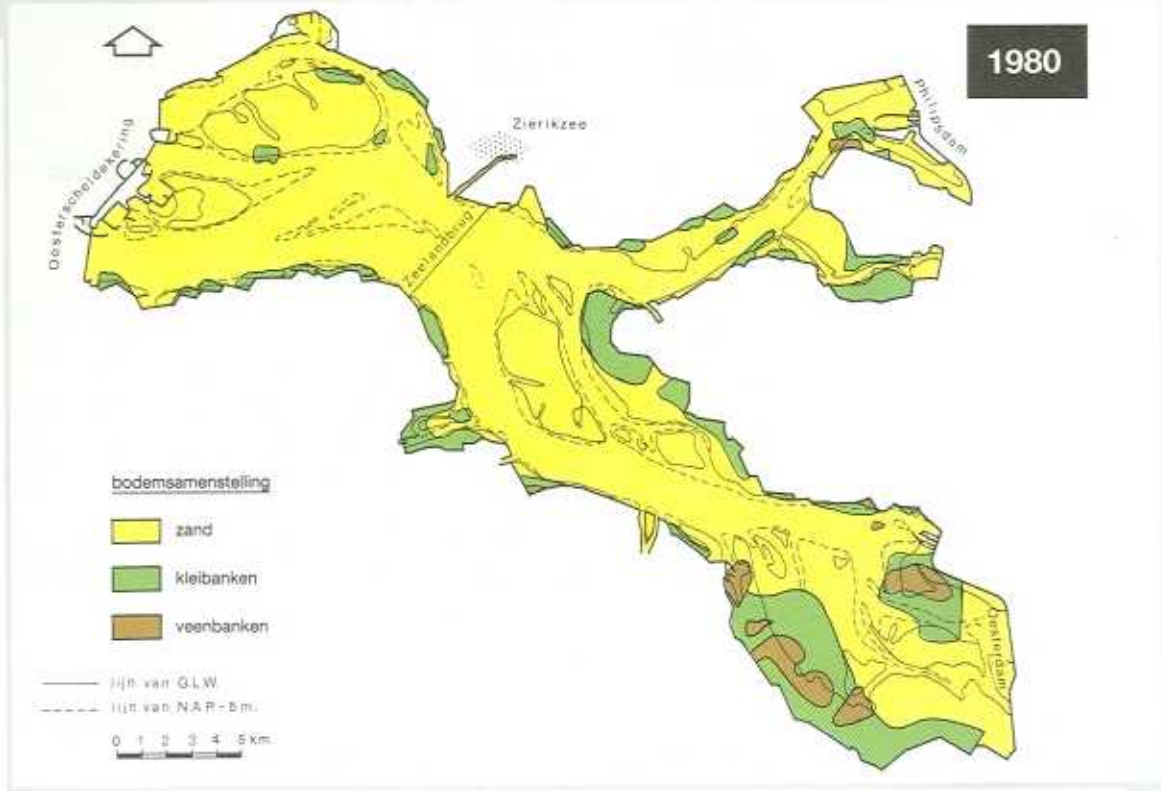 1980
Zierikzee
Philipsdam
Oosterscheldekering
Zeelandbrug
bodemsamenstelling
zand
kleibanken
veenbanken
lijn van G.L.W.
lijn van N.A.P.-5m.
0 1 2 3 4 5 km.
Oesterdam